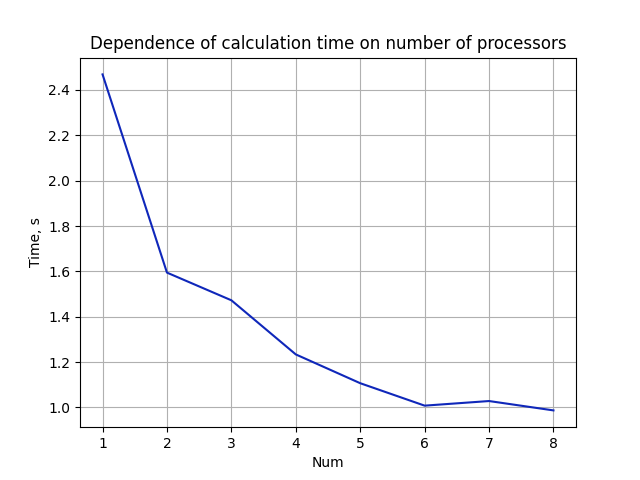 Dependence of calculation time on number of processors
2.4
2.2
2.0
1.8
1.6
1.4
1.2
1.0
Time, s
1 2 3 4 5 6 7 8
Num